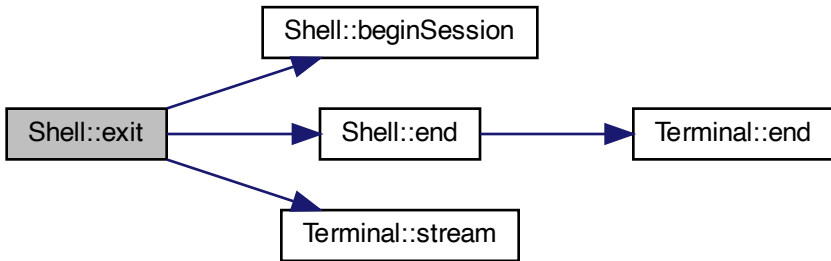 Shell::beginSession
Shell::exit
Shell::end
Terminal::end
Terminal::stream